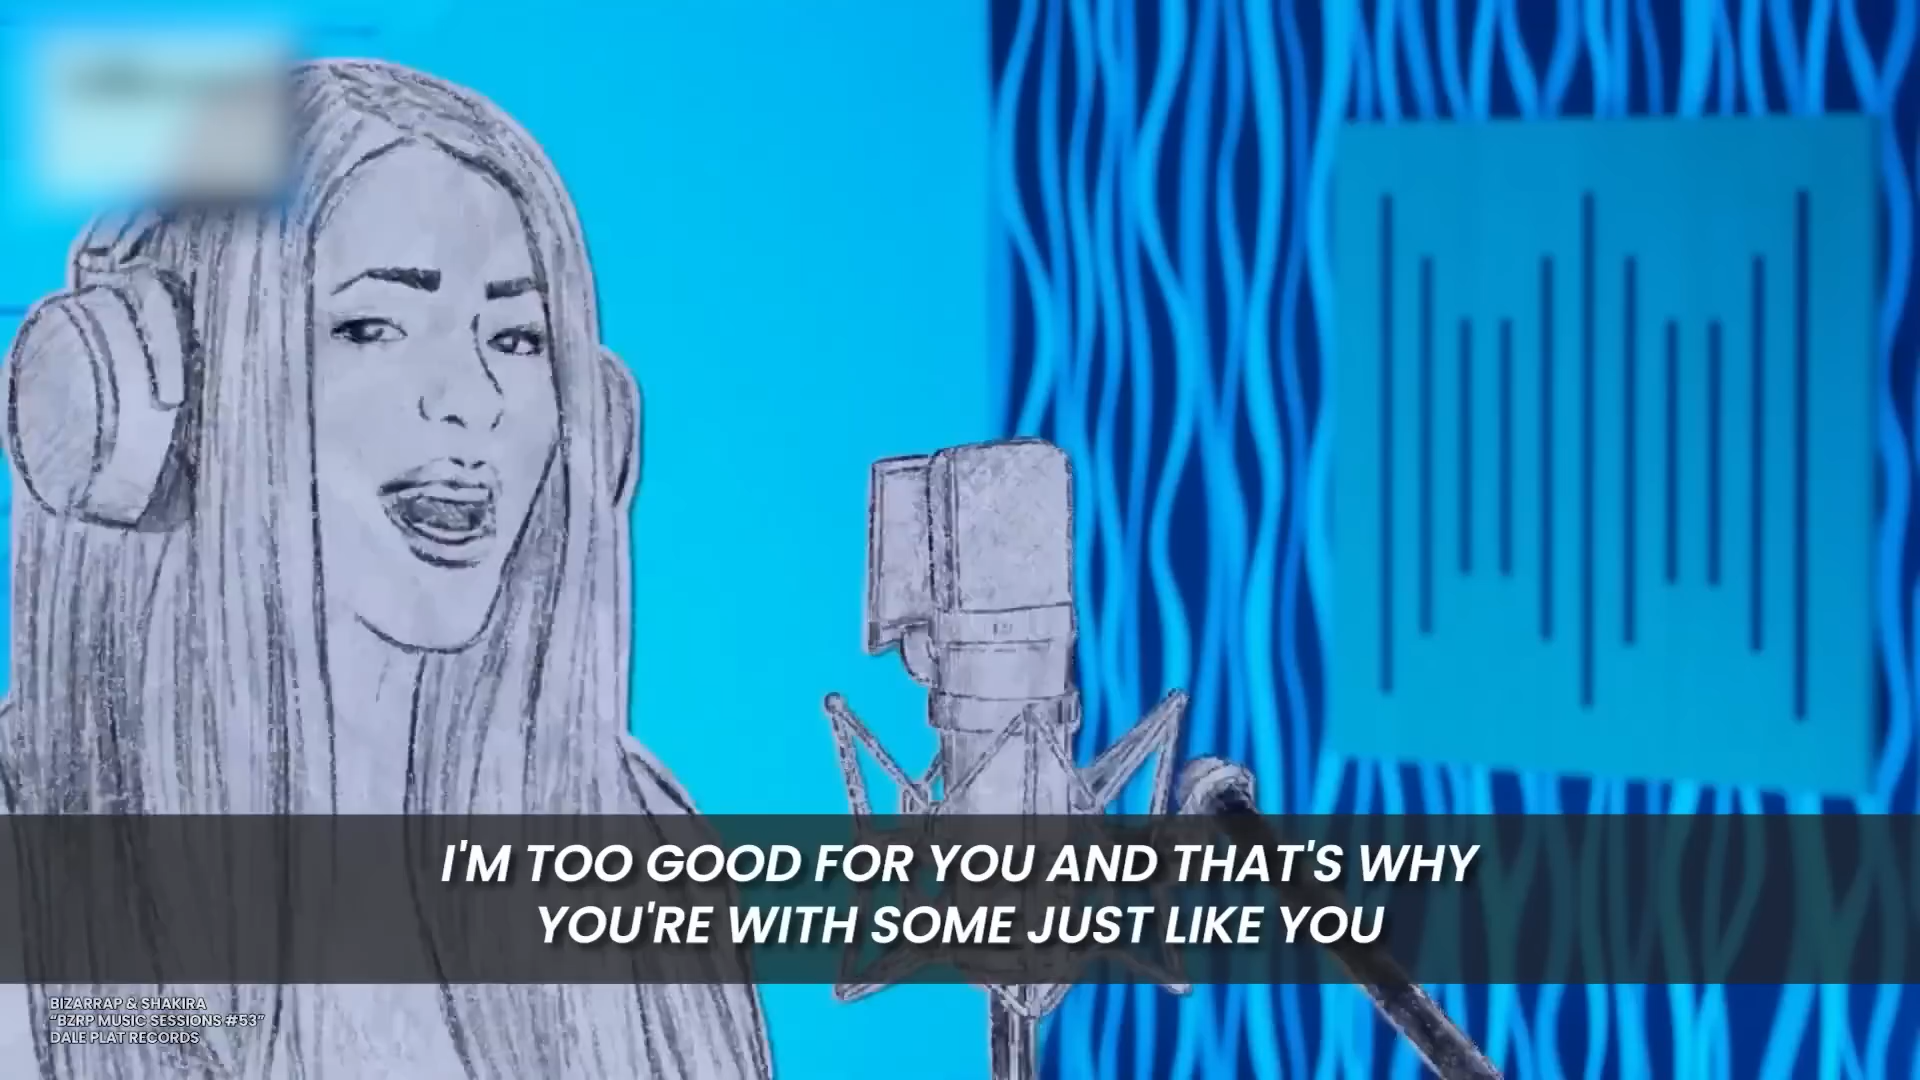 I'M TOO GOOD FOR YOU AND THAT'S WHY
YOU'RE WITH SOME JUST LIKE YOU
BIZARRAP & SHAKIRA
"BZRP MUSIC SESSIONS #53"
DALE PLAT RECORDS